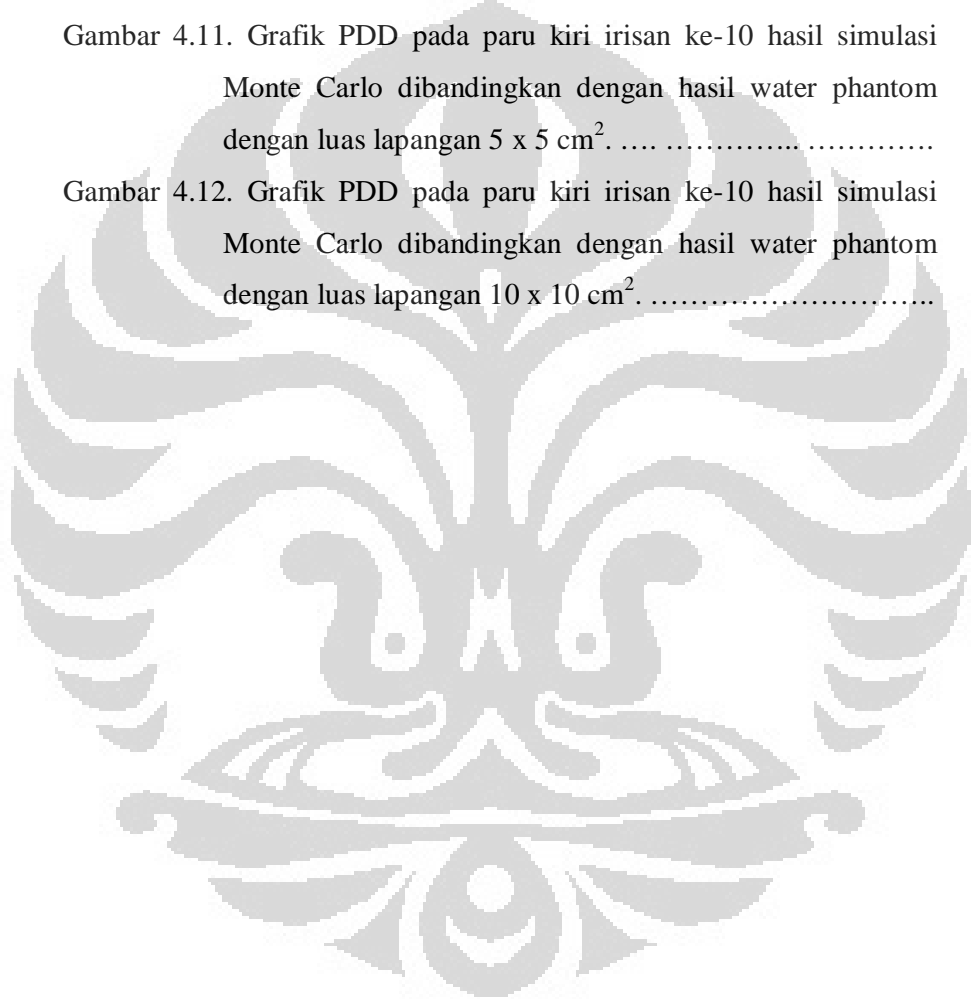 Gambar 4.11. Grafik PDD pada paru kiri irisan ke-10 hasil simulasi
Monte Carlo dibandingkan dengan hasil water phantom
dengan luas lapangan 5 x 5 cm². …. ………….. ………….
Gambar 4.12. Grafik PDD pada paru kiri irisan ke-10 hasil simulasi
Monte Carlo dibandingkan dengan hasil water phantom
dengan luas lapangan 10 x 10 cm². ………………………..